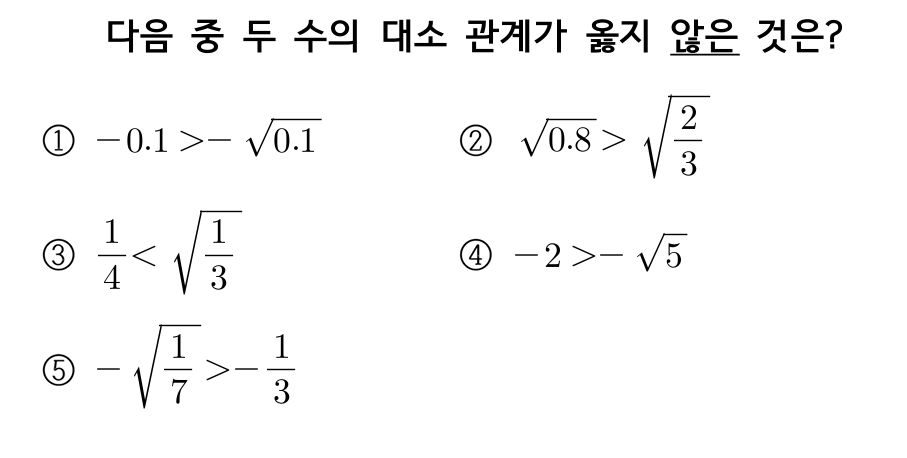 다음 중 두 수의 대소 관계가 옳지 않은 것은?
① $-0.1 > -\sqrt{0.1}$ ② $\sqrt{0.8} > \sqrt{\frac{2}{3}}$
③ $\frac{1}{4} < \sqrt{\frac{1}{3}}$ ④ $-2 > -\sqrt{5}$
⑤ $-\sqrt{\frac{1}{7}} > -\frac{1}{3}$